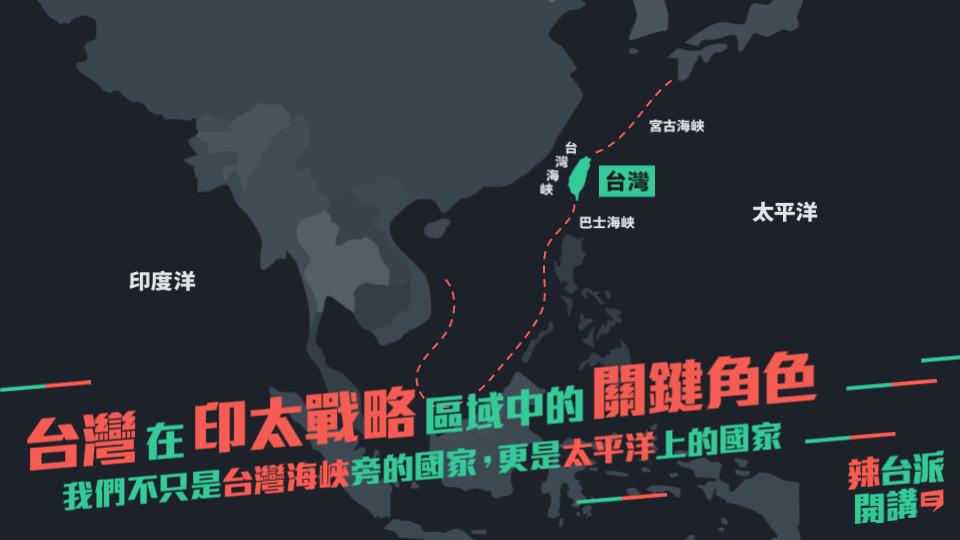 宮古海峽
台灣海峽
台灣
太平洋
巴士海峽
印度洋
台灣在印太戰略區域中的關鍵角色
我們不只是台灣海峽旁的國家，更是太平洋上的國家
辣台派
開講